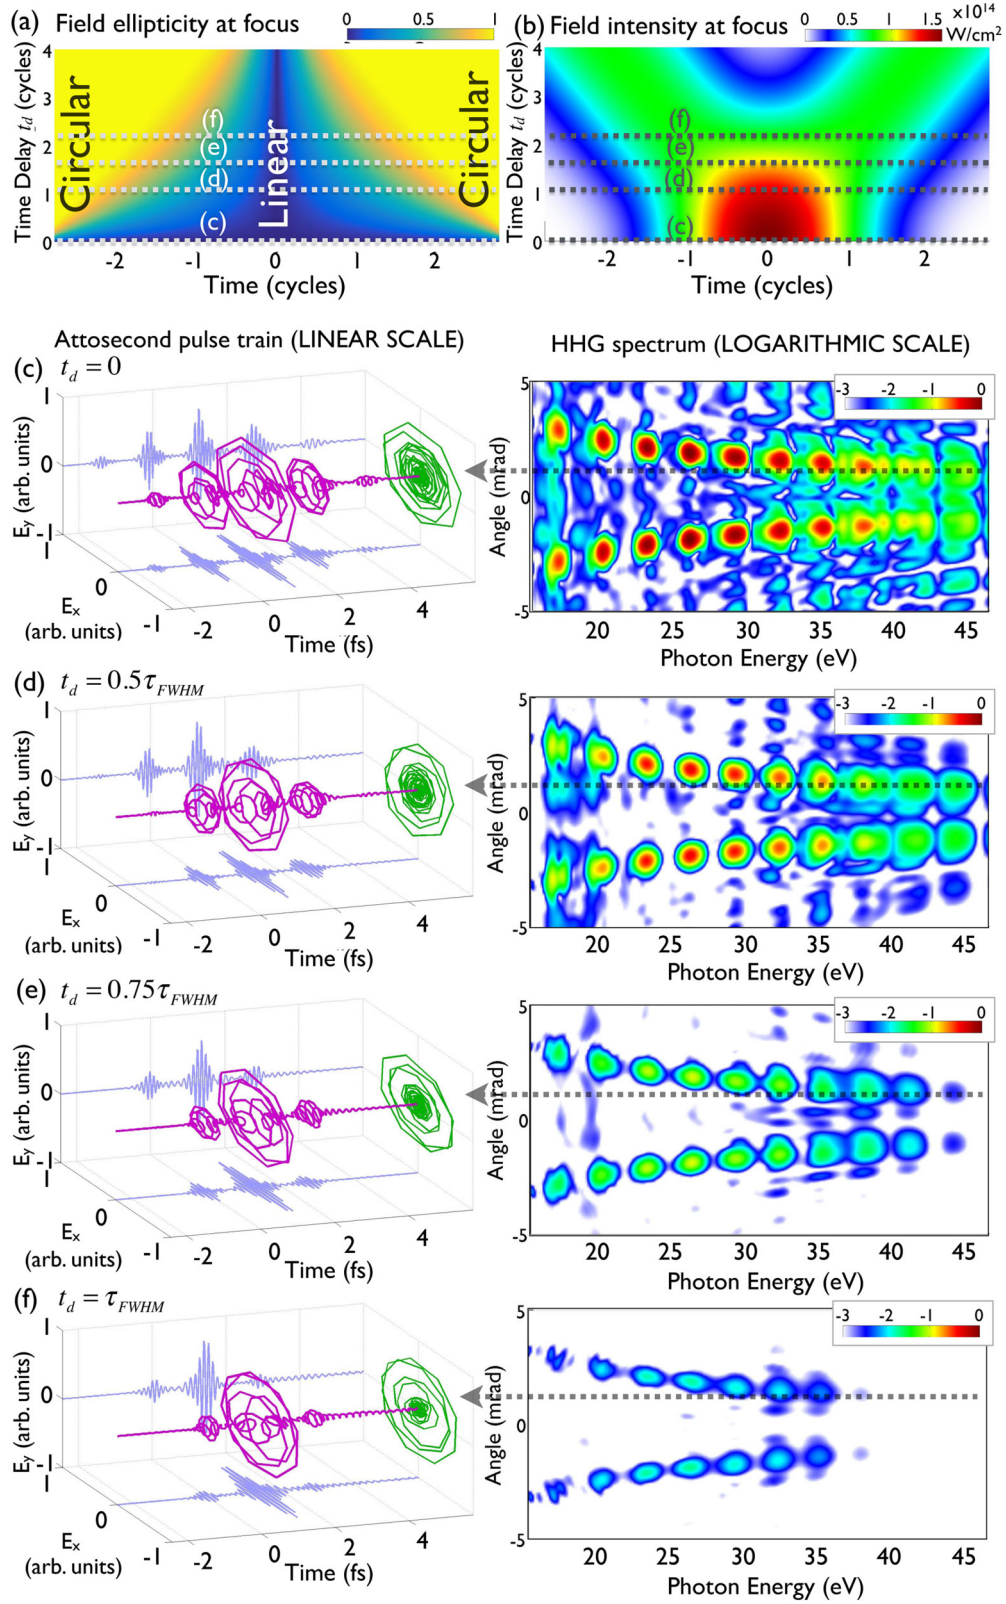 (a) Field ellipticity at focus
0 0.5 1
Time Delay t_d (cycles)
4
3
2
1
0
Circular
Linear
Circular
(f)
(e)
(d)
(c)
-2 -1 0 1 2
Time (cycles)
(b) Field intensity at focus
0 0.5 1 1.5
×10^14
W/cm²
Time Delay t_d (cycles)
4
3
2
1
0
(f)
(e)
(d)
(c)
-2 -1 0 1 2
Time (cycles)
Attosecond pulse train (LINEAR SCALE)
HHG spectrum (LOGARITHMIC SCALE)
(c) t_d = 0
E_y (arb. units)
1
0
-1
1
0
-1
E_x
(arb. units)
-2 0 2 4
Time (fs)
-3 -2 -1 0
Angle (mrad)
5
0
-5
20 25 30 35 40 45
Photon Energy (eV)
(d) t_d = 0.5τ_FWHM
E_y (arb. units)
1
0
-1
1
0
-1
E_x
(arb. units)
-2 0 2 4
Time (fs)
-3 -2 -1 0
Angle (mrad)
5
0
-5
20 25 30 35 40 45
Photon Energy (eV)
(e) t_d = 0.75τ_FWHM
E_y (arb. units)
1
0
-1
1
0
-1
E_x
(arb. units)
-2 0 2 4
Time (fs)
-3 -2 -1 0
Angle (mrad)
5
0
-5
20 25 30 35 40 45
Photon Energy (eV)
(f) t_d = τ_FWHM
E_y (arb. units)
1
0
-1
1
0
-1
E_x
(arb. units)
-2 0 2 4
Time (fs)
-3 -2 -1 0
Angle (mrad)
5
0
-5
20 25 30 35 40 45
Photon Energy (eV)